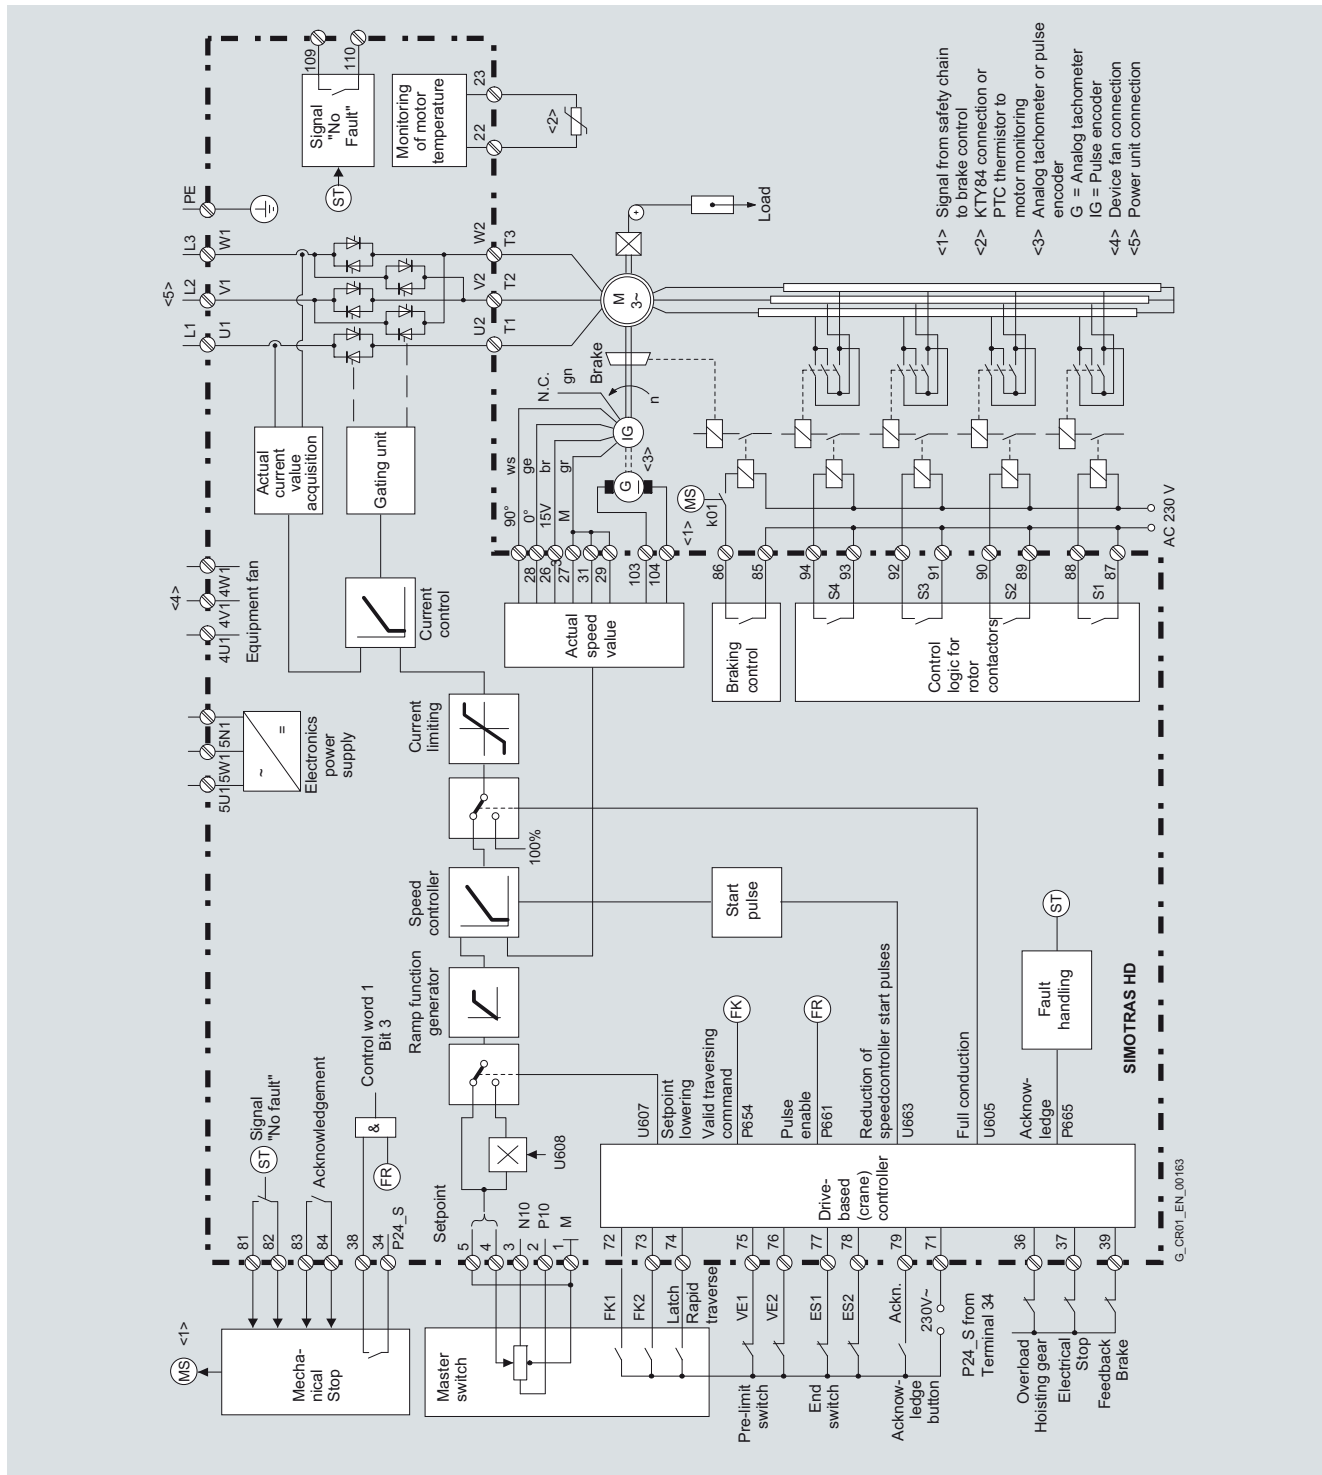 109
110
Signal
"No
Fault"
ST
Monitoring
of motor
temperature
23
22
<2>
PE
L3
W1
<5>
L2
V1
L1
U1
W2
T3
V2
T2
U2
T1
M
3~
Load
<1> Signal from safety chain
to brake control
<2> KTY84 connection or
PTC thermistor to
motor monitoring
<3> Analog tachometer or pulse
encoder
G = Analog tachometer
IG = Pulse encoder
<4> Device fan connection
<5> Power unit connection
Actual
current
value
acquisition
Gating unit
Brake
n
N.C.
gn
IG
<3>
G
ws
ge
br
gr
90°
0°
15V
M
28
26
27
31
29
103
104
<1>
MS
k01
86
85
94
93
92
91
90
89
88
87
AC 230 V
<4>
4W1
4V1
4U1
Equipment fan
Current
control
Actual
speed
value
Braking
control
S4
S3
S2
S1
Control
logic for
rotor
contactors
5N1
5W1
5U1
~
=
Electronics
power
supply
Current
limiting
100%
Speed
controller
Start
pulse
Ramp function
generator
ST
Fault
handling
SIMOTRAS HD
Control word 1
Bit 3
&
FR
Signal
"No fault"
ST
Acknowledgement
81
82
83
84
38
34
P24_S
Setpoint
U608
5
4
3
2
1
N10
P10
M
U607
Setpoint
lowering
Valid traversing
command
P654
FK
Pulse
enable
P661
FR
Reduction of
speedcontroller start pulses
U663
Full conduction
U605
Acknow-
ledge
P665
Drive-
based
(crane)
controller
72
73
74
75
76
77
78
79
71
36
37
39
<1>
MS
Mecha-
nical
Stop
Master
switch
FK1
FK2
Latch
Rapid
traverse
VE1
VE2
ES1
ES2
Ackn.
230V~
P24_S from
Terminal 34
Pre-limit
switch
End
switch
Acknow-
ledge
button
Overload
Hoisting gear
Electrical
Stop
Feedback
Brake
G_CR01_EN_00163